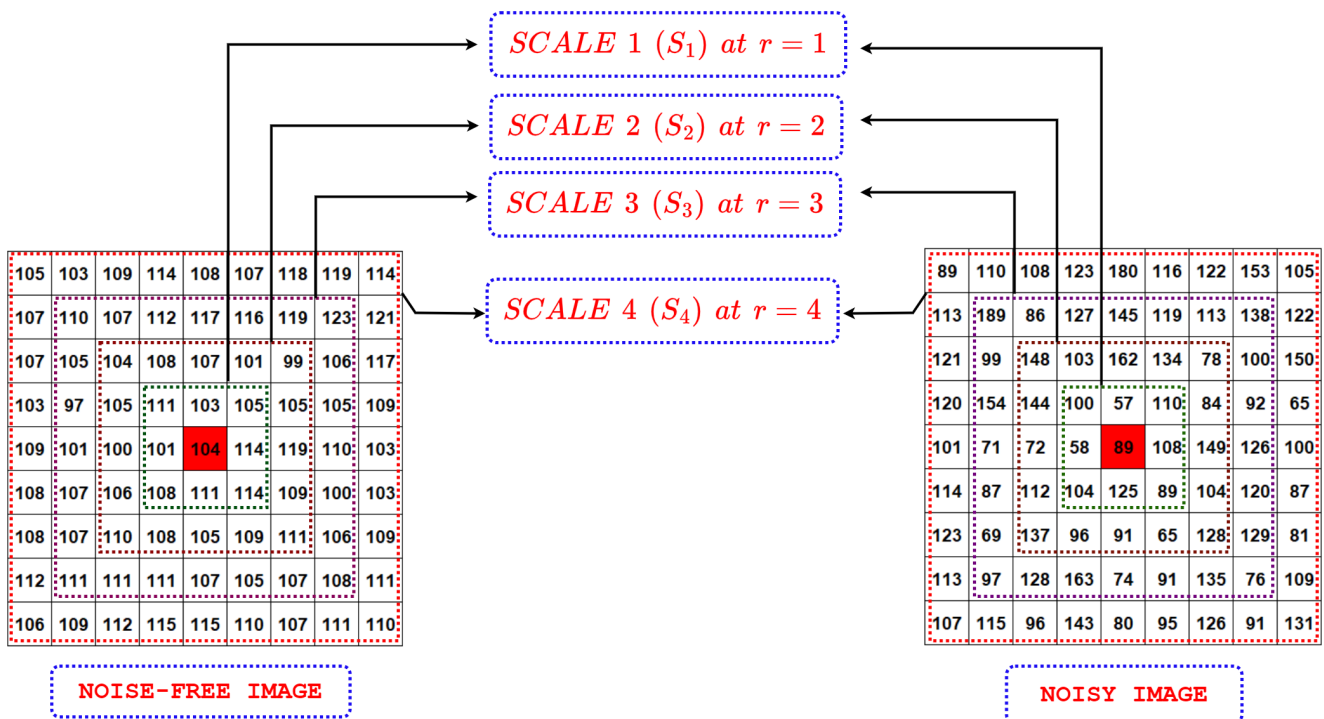 SCALE 1 (S₁) at r = 1
SCALE 2 (S₂) at r = 2
SCALE 3 (S₃) at r = 3
SCALE 4 (S₄) at r = 4
105 103 109 114 108 107 118 119 114
107 110 107 112 117 116 119 123 121
107 105 104 108 107 101 99 106 117
103 97 105 111 103 105 105 105 109
109 101 100 101 104 114 119 110 103
108 107 106 108 111 114 109 100 103
108 107 110 108 105 109 111 106 109
112 111 111 111 107 105 107 108 111
106 109 112 115 115 110 107 111 110
NOISE-FREE IMAGE
89 110 108 123 180 116 122 153 105
113 189 86 127 145 119 113 138 122
121 99 148 103 162 134 78 100 150
120 154 144 100 57 110 84 92 65
101 71 72 58 89 108 149 126 100
114 87 112 104 125 89 104 120 87
123 69 137 96 91 65 128 129 81
113 97 128 163 74 91 135 76 109
107 115 96 143 80 95 126 91 131
NOISY IMAGE